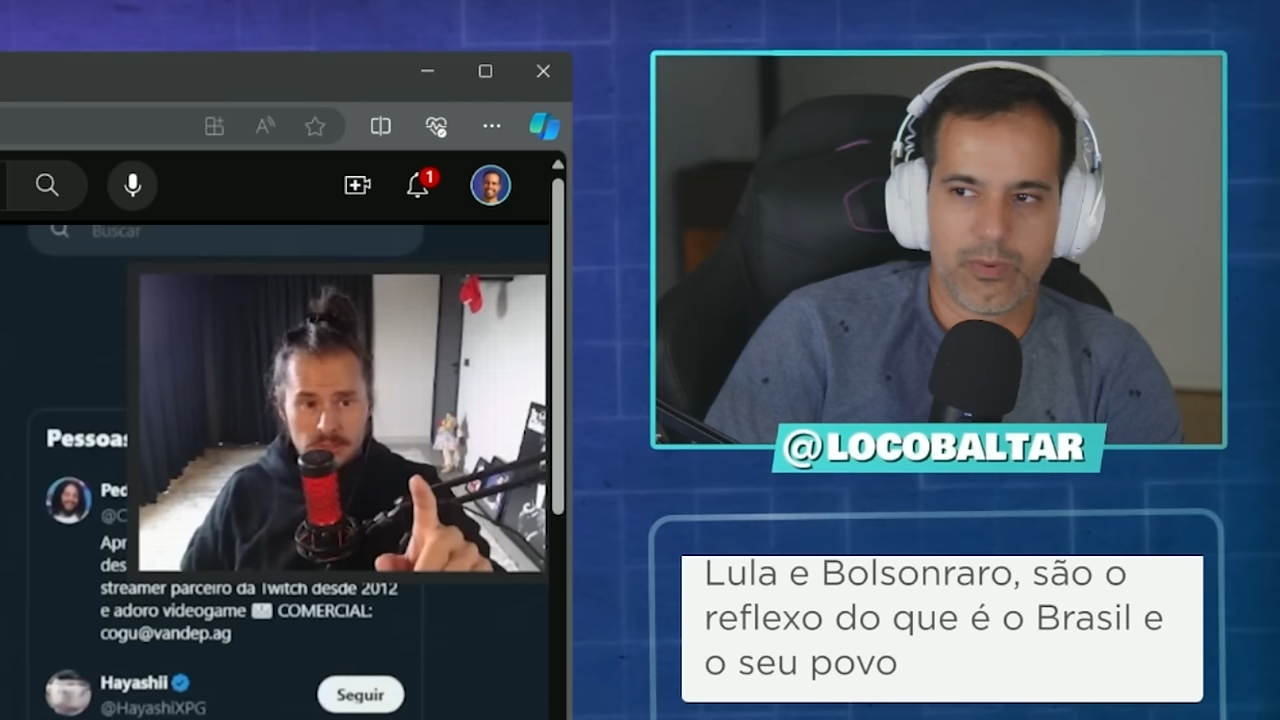 1
Buscar
Pessoas
Ped
@C
Apr
des
streamer parceiro da Twitch desde 2012
e adoro videogame COMERCIAL:
cogu@vandep.ag
Hayashii
@HayashiXPG
Seguir
@LOCOBALTAR
Lula e Bolsonraro, são o
reflexo do que é o Brasil e
o seu povo